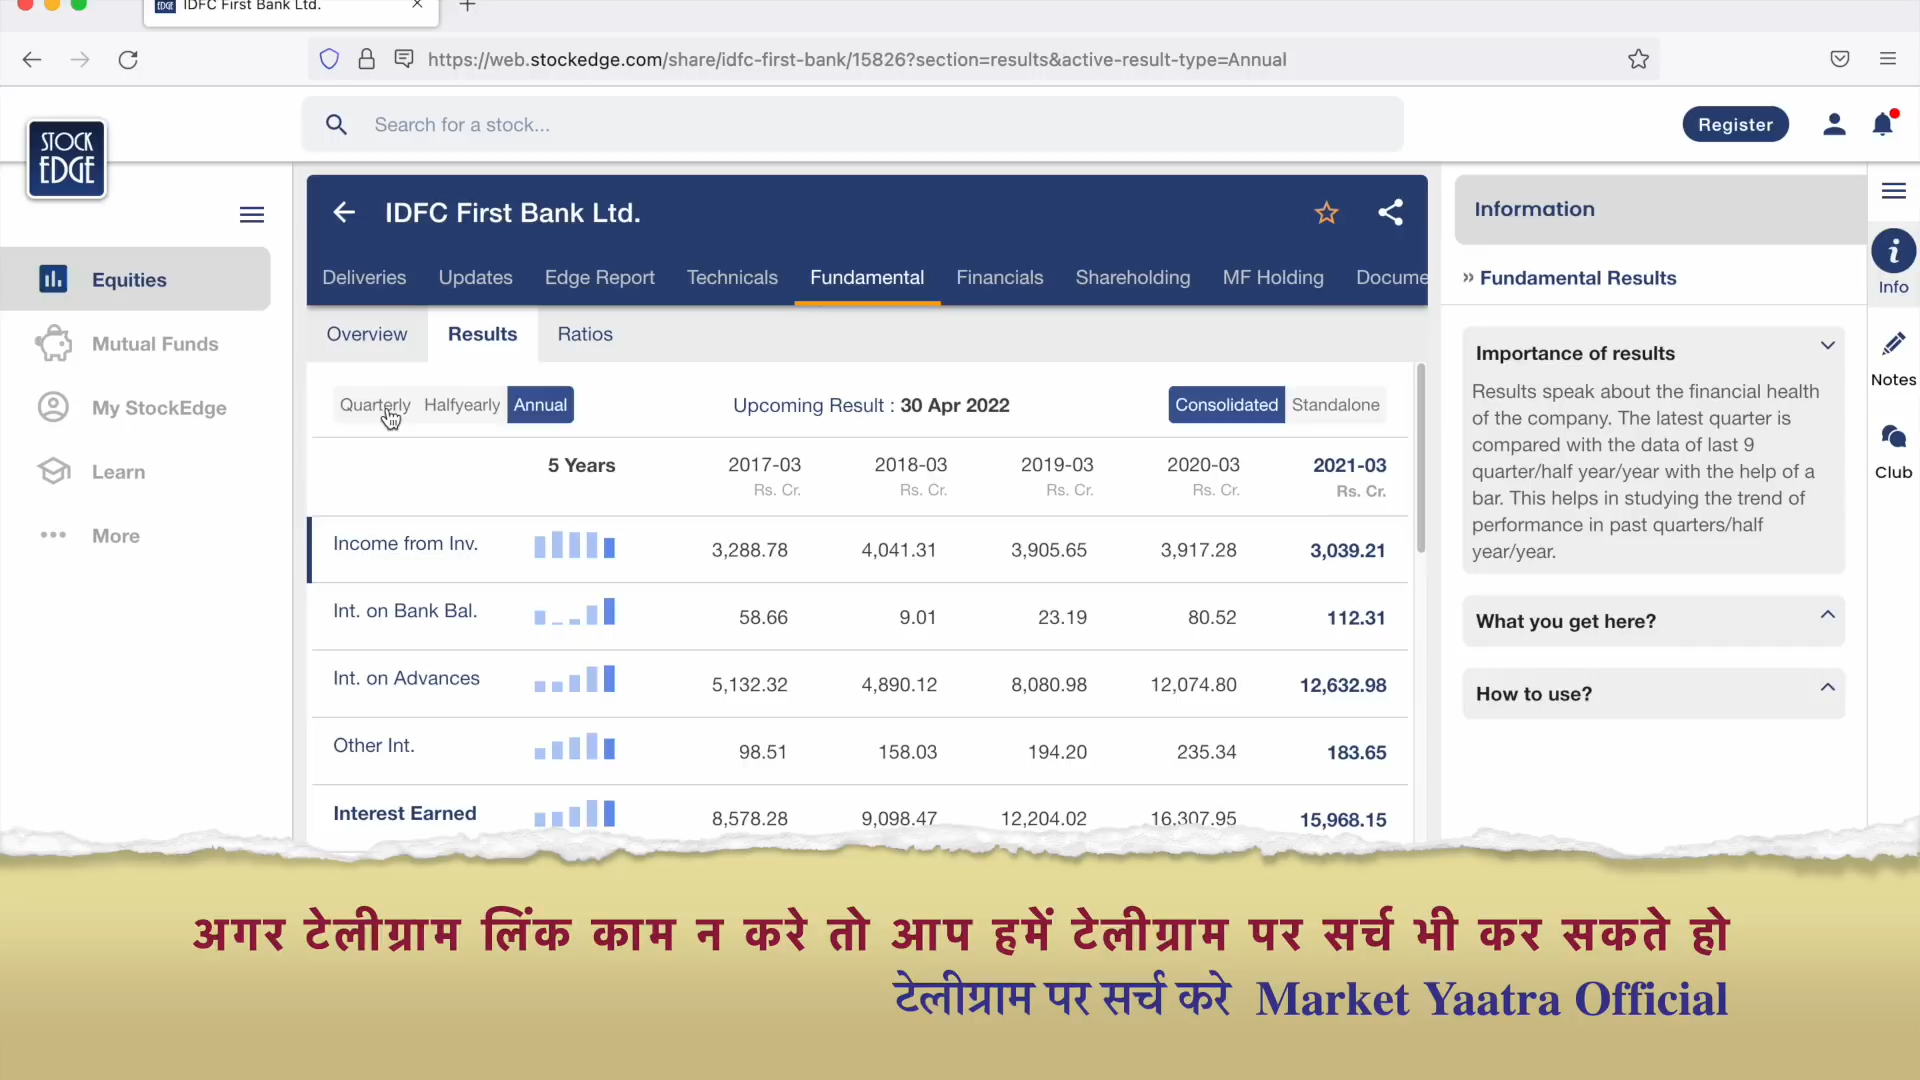 IDFC First Bank Ltd.
https://web.stockedge.com/share/idfc-first-bank/15826?section=results&active-result-type=Annual
STOCK
EDGE
Search for a stock...
Register
IDFC First Bank Ltd.
Deliveries Updates Edge Report Technicals Fundamental Financials Shareholding MF Holding Docume
Overview Results Ratios
Quarterly Halfyearly Annual Upcoming Result : 30 Apr 2022 Consolidated Standalone
5 Years 2017-03 2018-03 2019-03 2020-03 2021-03
Rs. Cr. Rs. Cr. Rs. Cr. Rs. Cr. Rs. Cr.
Income from Inv. 3,288.78 4,041.31 3,905.65 3,917.28 3,039.21
Int. on Bank Bal. 58.66 9.01 23.19 80.52 112.31
Int. on Advances 5,132.32 4,890.12 8,080.98 12,074.80 12,632.98
Other Int. 98.51 158.03 194.20 235.34 183.65
Interest Earned 8,578.28 9,098.47 12,204.02 16,307.95 15,968.15
Equities
Mutual Funds
My StockEdge
Learn
More
Information
» Fundamental Results
Importance of results
Results speak about the financial health
of the company. The latest quarter is
compared with the data of last 9
quarter/half year/year with the help of a
bar. This helps in studying the trend of
performance in past quarters/half
year/year.
What you get here?
How to use?
Info
Notes
Club
अगर टेलीग्राम लिंक काम न करे तो आप हमें टेलीग्राम पर सर्च भी कर सकते हो
टेलीग्राम पर सर्च करे Market Yaatra Official